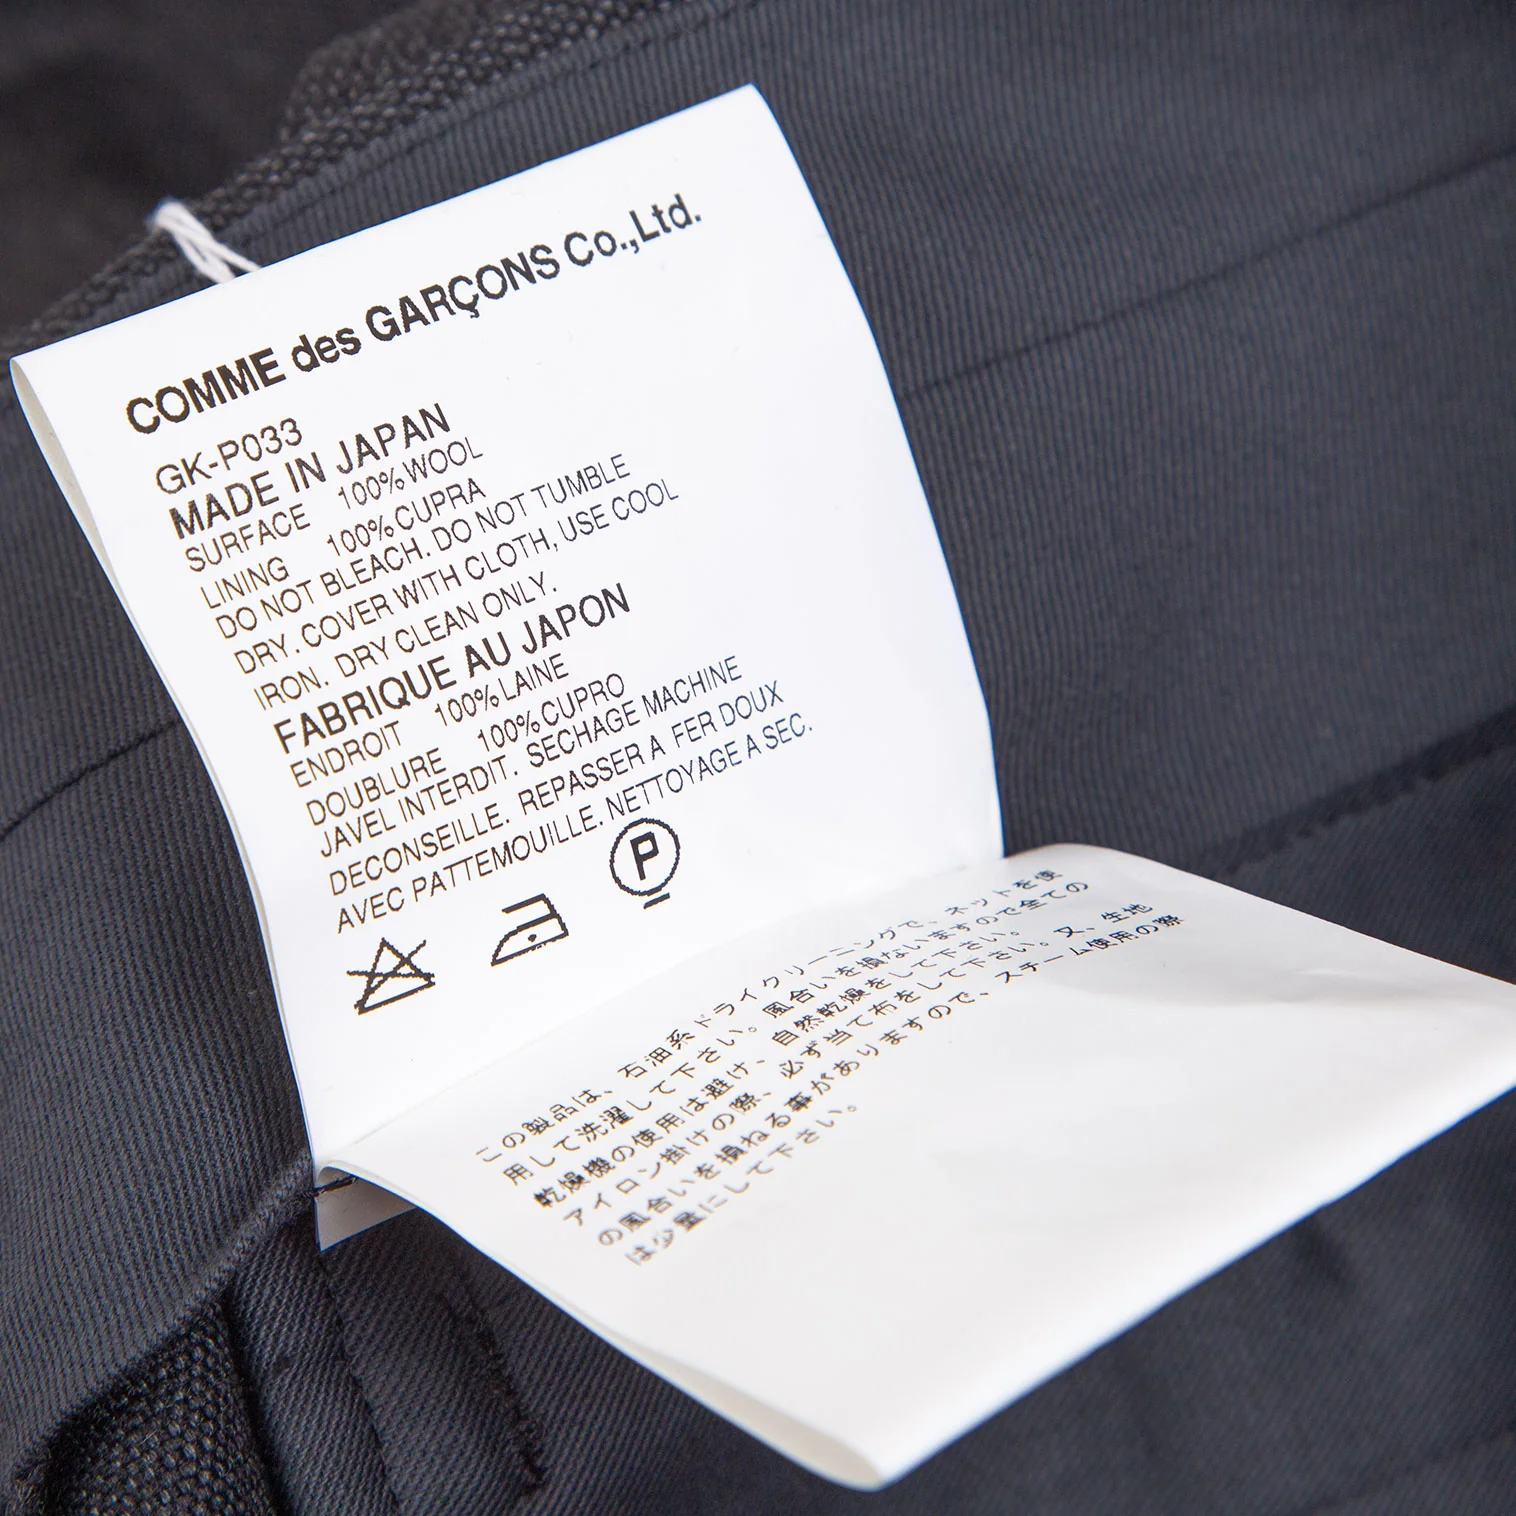 COMME des GARÇONS Co.,Ltd.
GK-P033
MADE IN JAPAN
SURFACE 100% WOOL
LINING 100% CUPRA
DO NOT BLEACH. DO NOT TUMBLE
DRY. COVER WITH CLOTH, USE COOL
IRON. DRY CLEAN ONLY.
FABRIQUE AU JAPON
ENDROIT 100% LAINE
DOUBLURE 100% CUPRO
JAVEL INTERDIT. SECHAGE MACHINE
DECONSEILLE. REPASSER A FER DOUX
AVEC PATTEMOUILLE. NETTOYAGE A SEC.
P
この製品は、石油系ドライクリーニングで、ネットを使
用して洗濯して下さい。風合いを損ないますので全ての
乾燥機の使用は避け、自然乾燥をして下さい。
アイロン掛けの際、必ず当て布をして下さい。又、生地
の風合いを損ねる事がありますので、スチーム使用の際
は少量にして下さい。